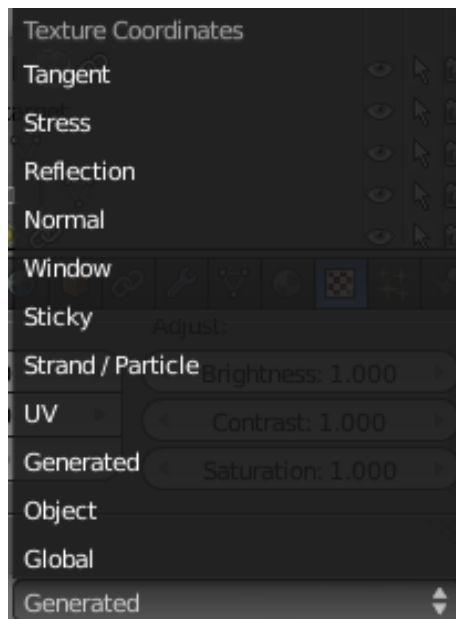 Texture Coordinates
Tangent
Stress
Reflection
Normal
Window
Sticky
Adjust:
Strand / Particle
Brightness: 1.000
UV
Contrast: 1.000
Generated
Saturation: 1.000
Object
Global
Generated